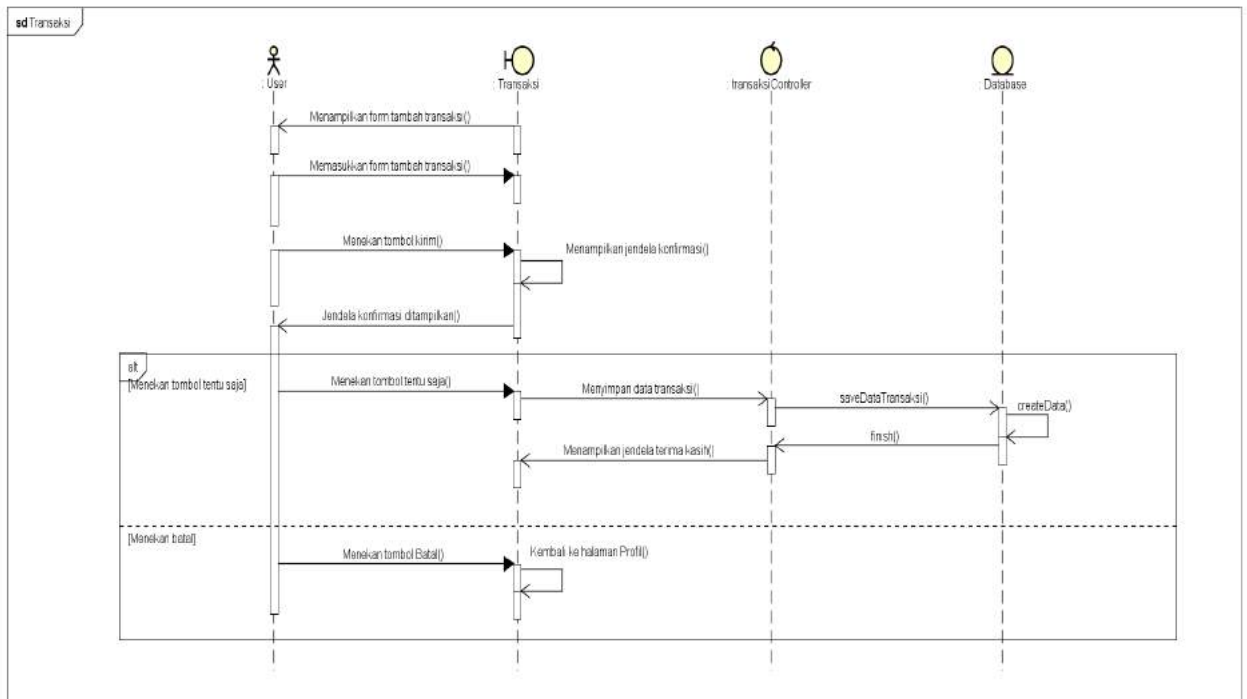 sd Transaksi
: User
: Transaksi
: transaksiController
: Database
Menampilkan form tambah transaksi()
Memasukkan form tambah transaksi()
Menekan tombol kirim()
Menampilkan jendela konfirmasi()
Jendela konfirmasi ditampilkan()
alt
[Menekan tombol tentu saja]
Menekan tombol tentu saja()
Menyimpan data transaksi()
saveDataTransaksi()
createData()
finish()
Menampilkan jendela terima kasih()
[Menekan batal]
Menekan tombol Batal()
Kembali ke halaman Profil()